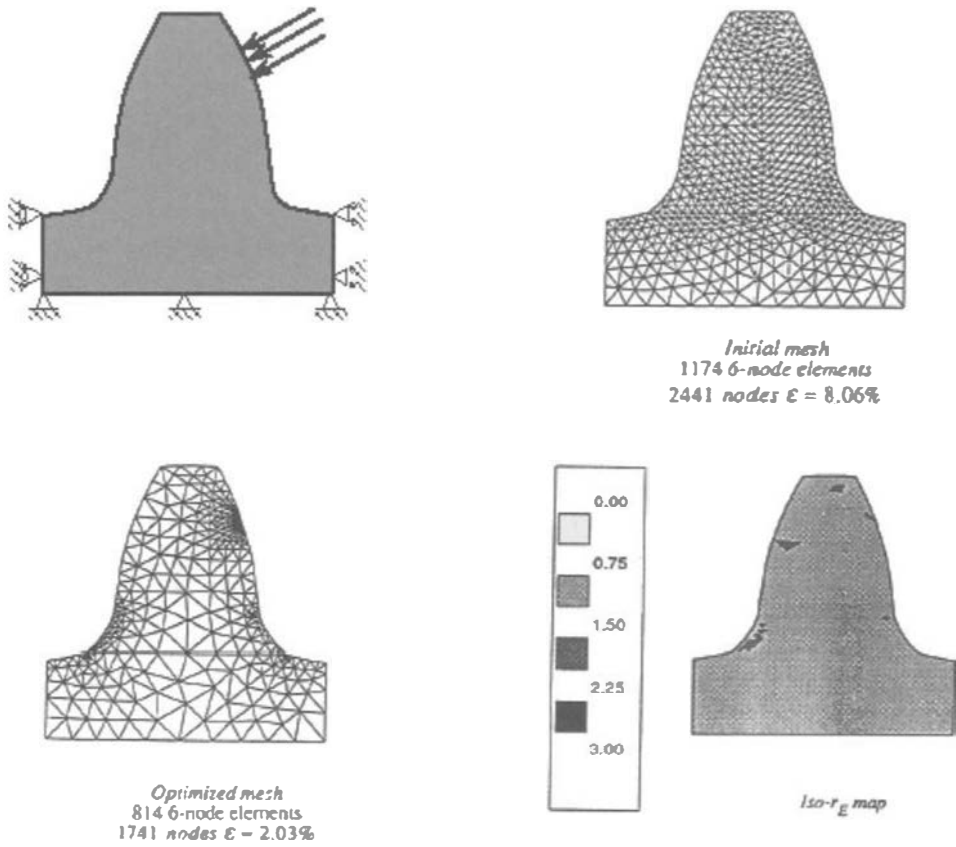 Initial mesh
1174 6-node elements
2441 nodes ε = 8.06%
0.00
0.75
1.50
2.25
3.00
Optimized mesh
814 6-node elements
1741 nodes ε = 2.03%
Iso-r_E map